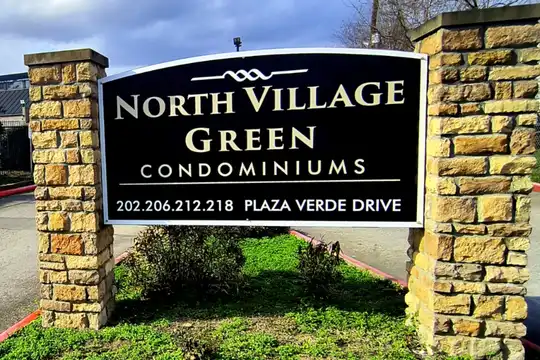 NORTH VILLAGE
GREEN
CONDOMINIUMS
202.206.212.218 PLAZA VERDE DRIVE